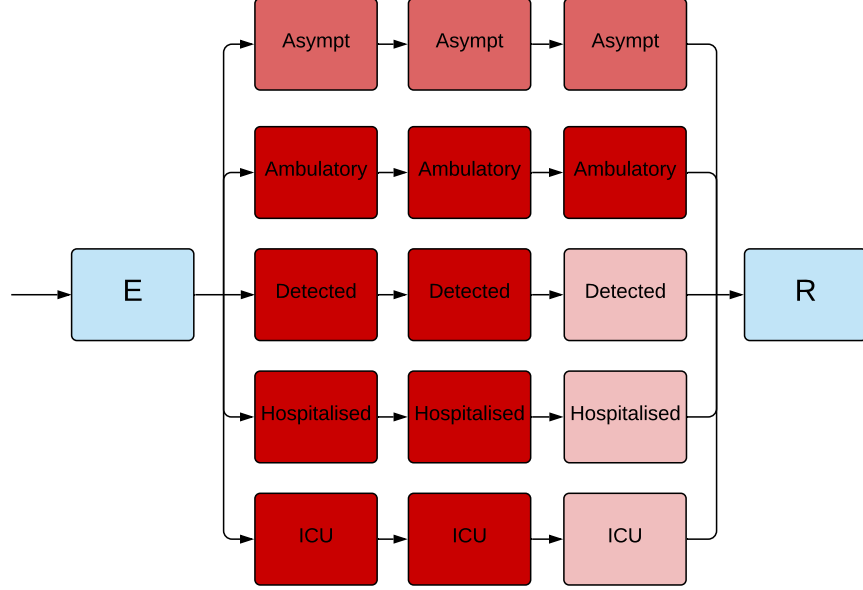 Asympt Asympt Asympt
Ambulatory Ambulatory Ambulatory
E Detected Detected Detected R
Hospitalised Hospitalised Hospitalised
ICU ICU ICU